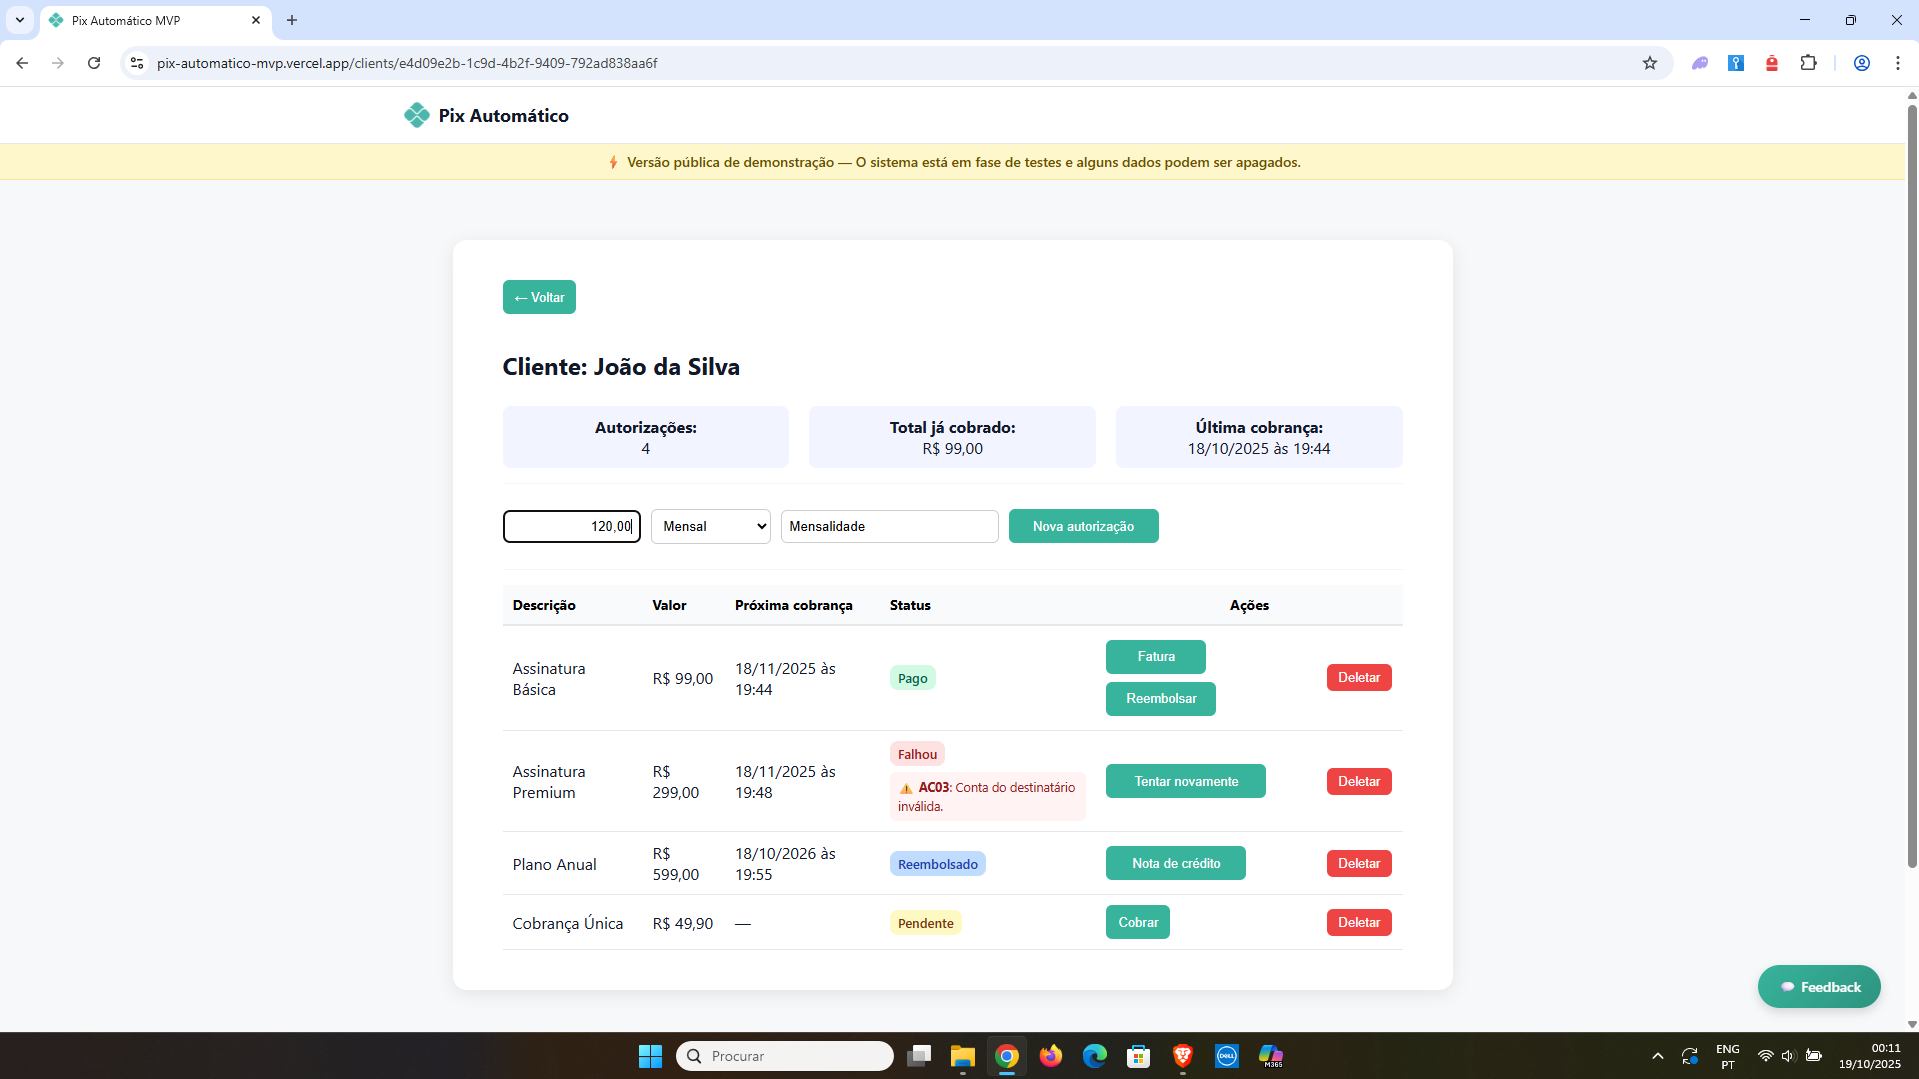 Pix Automático MVP
pix-automatico-mvp.vercel.app/clients/e4d09e2b-1c9d-4b2f-9409-792ad838aa6f
Pix Automático
Versão pública de demonstração — O sistema está em fase de testes e alguns dados podem ser apagados.
← Voltar
Cliente: João da Silva
Autorizações:
4
Total já cobrado:
R$ 99,00
Última cobrança:
18/10/2025 às 19:44
120,00
Mensal
Mensalidade
Nova autorização
Descrição Valor Próxima cobrança Status Ações
Assinatura
Básica
R$ 99,00
18/11/2025 às
19:44
Pago
Fatura
Reembolsar
Deletar
Assinatura
Premium
R$
299,00
18/11/2025 às
19:48
Falhou
AC03: Conta do destinatário
inválida.
Tentar novamente
Deletar
Plano Anual
R$
599,00
18/10/2026 às
19:55
Reembolsado
Nota de crédito
Deletar
Cobrança Única
R$ 49,90
—
Pendente
Cobrar
Deletar
Feedback
Procurar
DELL
M365
ENG
PT
00:11
19/10/2025